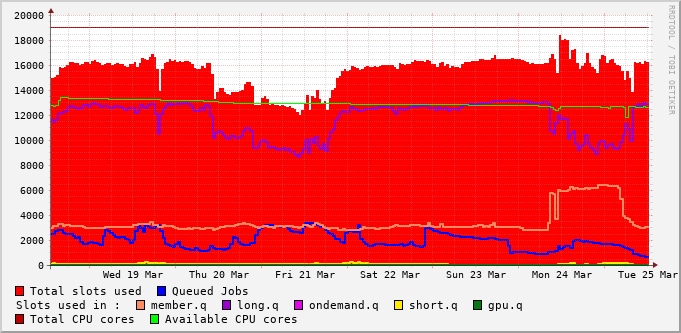 20000
18000
16000
14000
12000
10000
8000
6000
4000
2000
0
Wed 19 Mar Thu 20 Mar Fri 21 Mar Sat 22 Mar Sun 23 Mar Mon 24 Mar Tue 25 Mar
Total slots used Queued Jobs
Slots used in : member.q long.q ondemand.q short.q gpu.q
Total CPU cores Available CPU cores
RRDTOOL / TOBI OETIKER